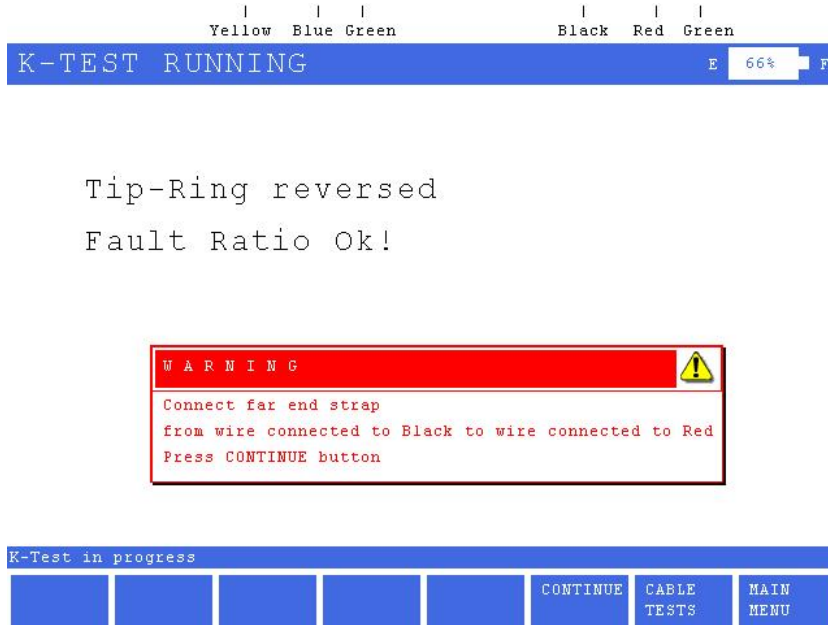 Yellow Blue Green Black Red Green
K-TEST RUNNING E 66% F
Tip-Ring reversed
Fault Ratio Ok!
WARNING
Connect far end strap
from wire connected to Black to wire connected to Red
Press CONTINUE button
K-Test in progress
CONTINUE CABLE MAIN
TESTS MENU